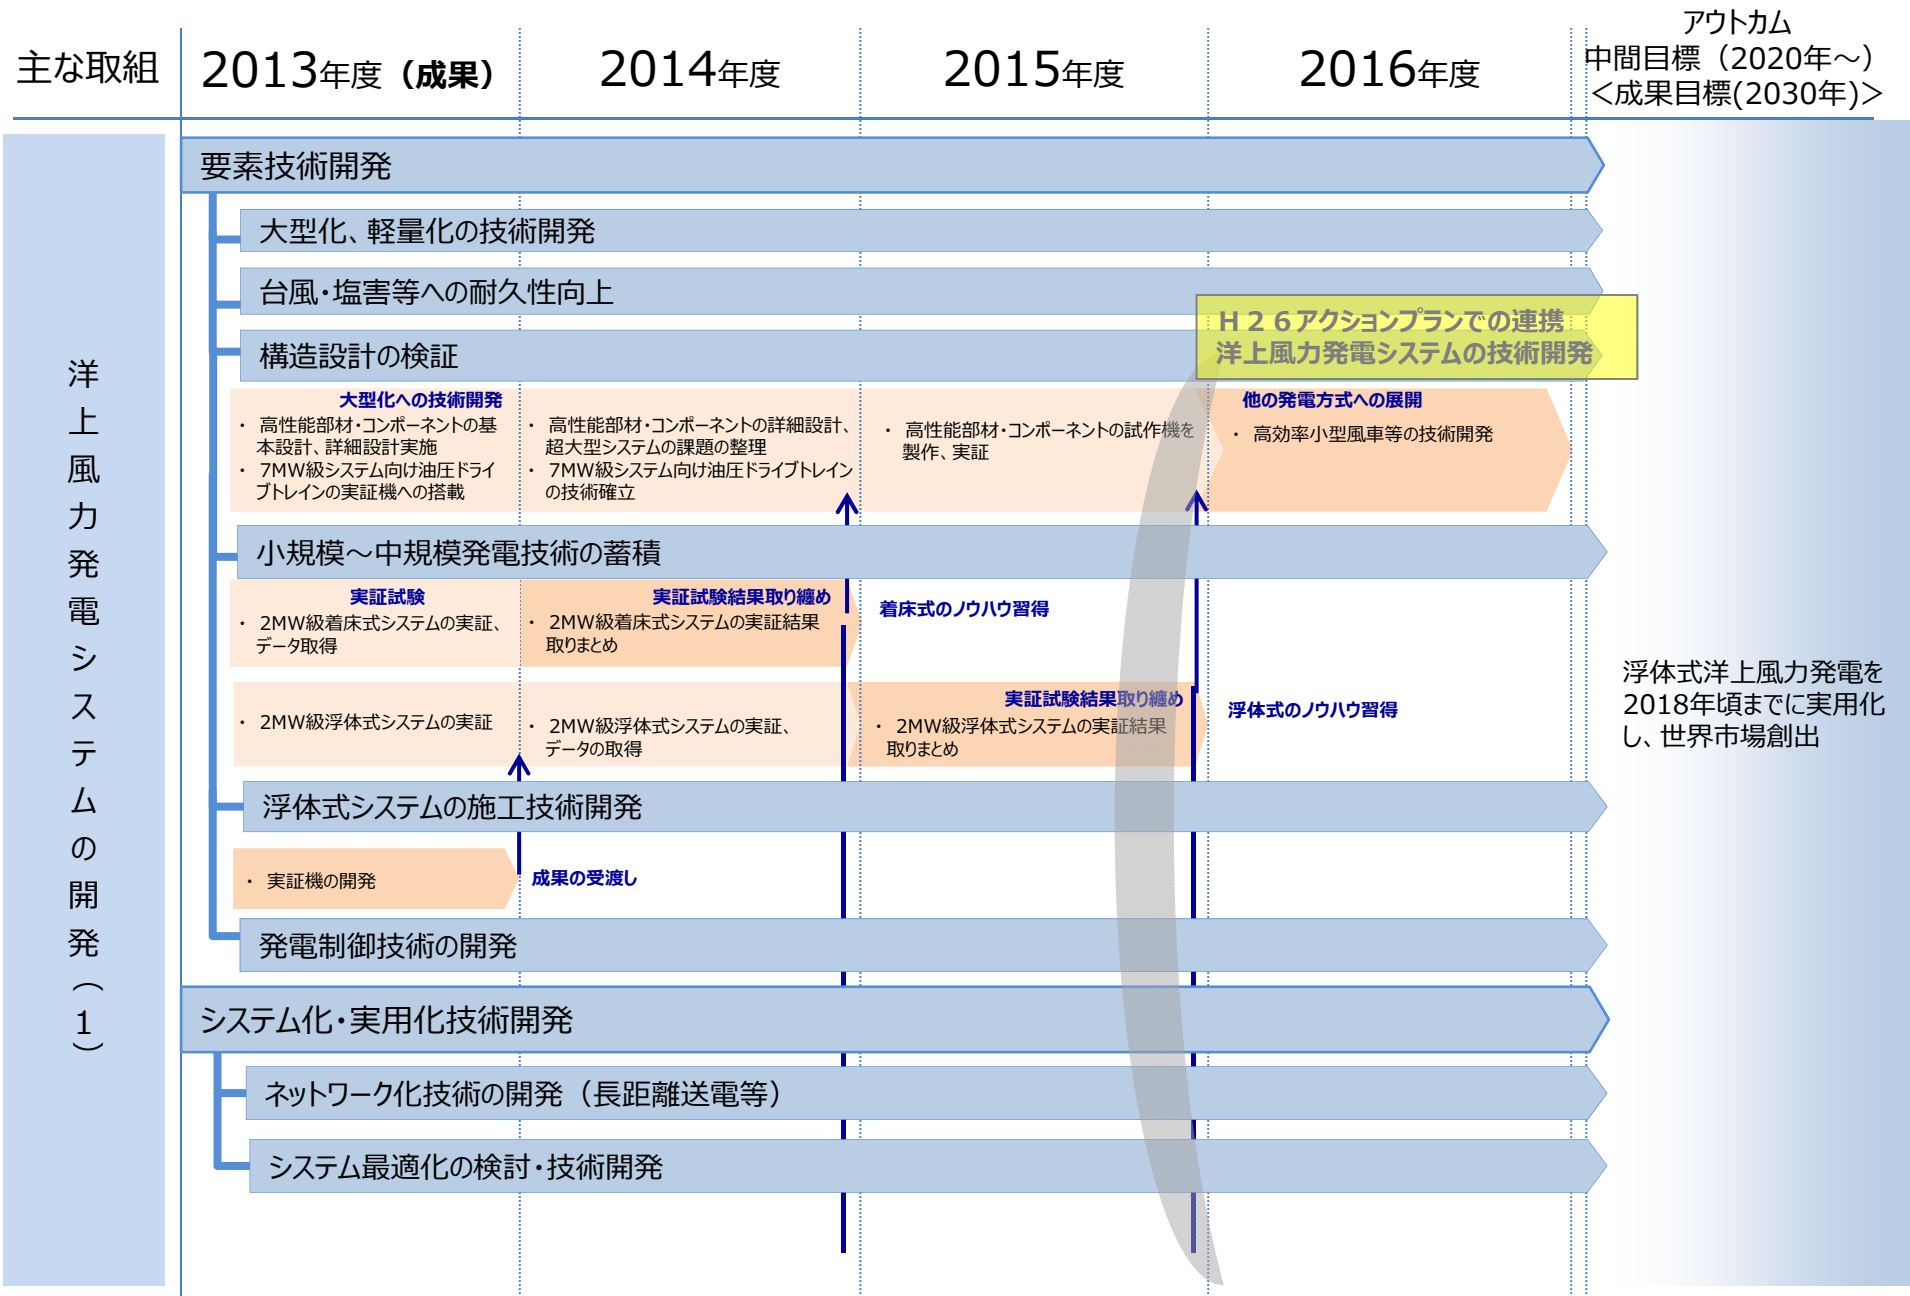 主な取組
2013年度（成果）
2014年度
2015年度
2016年度
アウトカム
中間目標（2020年～）
＜成果目標(2030年)＞
洋上風力発電システムの開発（1）
要素技術開発
大型化、軽量化の技術開発
台風・塩害等への耐久性向上
構造設計の検証
H26アクションプランでの連携
洋上風力発電システムの技術開発
大型化への技術開発
・ 高性能部材・コンポーネントの基
本設計、詳細設計実施
・ 7MW級システム向け油圧ドライ
ブトレインの実証機への搭載
・ 高性能部材・コンポーネントの詳細設計、
超大型システムの課題の整理
・ 7MW級システム向け油圧ドライブトレイン
の技術確立
・ 高性能部材・コンポーネントの試作機を
製作、実証
他の発電方式への展開
・ 高効率小型風車等の技術開発
小規模～中規模発電技術の蓄積
実証試験
・ 2MW級着床式システムの実証、
データ取得
実証試験結果取り纏め
・ 2MW級着床式システムの実証結果
取りまとめ
着床式のノウハウ習得
・ 2MW級浮体式システムの実証
・ 2MW級浮体式システムの実証、
データの取得
実証試験結果取り纏め
・ 2MW級浮体式システムの実証結果
取りまとめ
浮体式のノウハウ習得
浮体式洋上風力発電を
2018年頃までに実用化
し、世界市場創出
浮体式システムの施工技術開発
・ 実証機の開発
成果の受渡し
発電制御技術の開発
システム化・実用化技術開発
ネットワーク化技術の開発（長距離送電等）
システム最適化の検討・技術開発